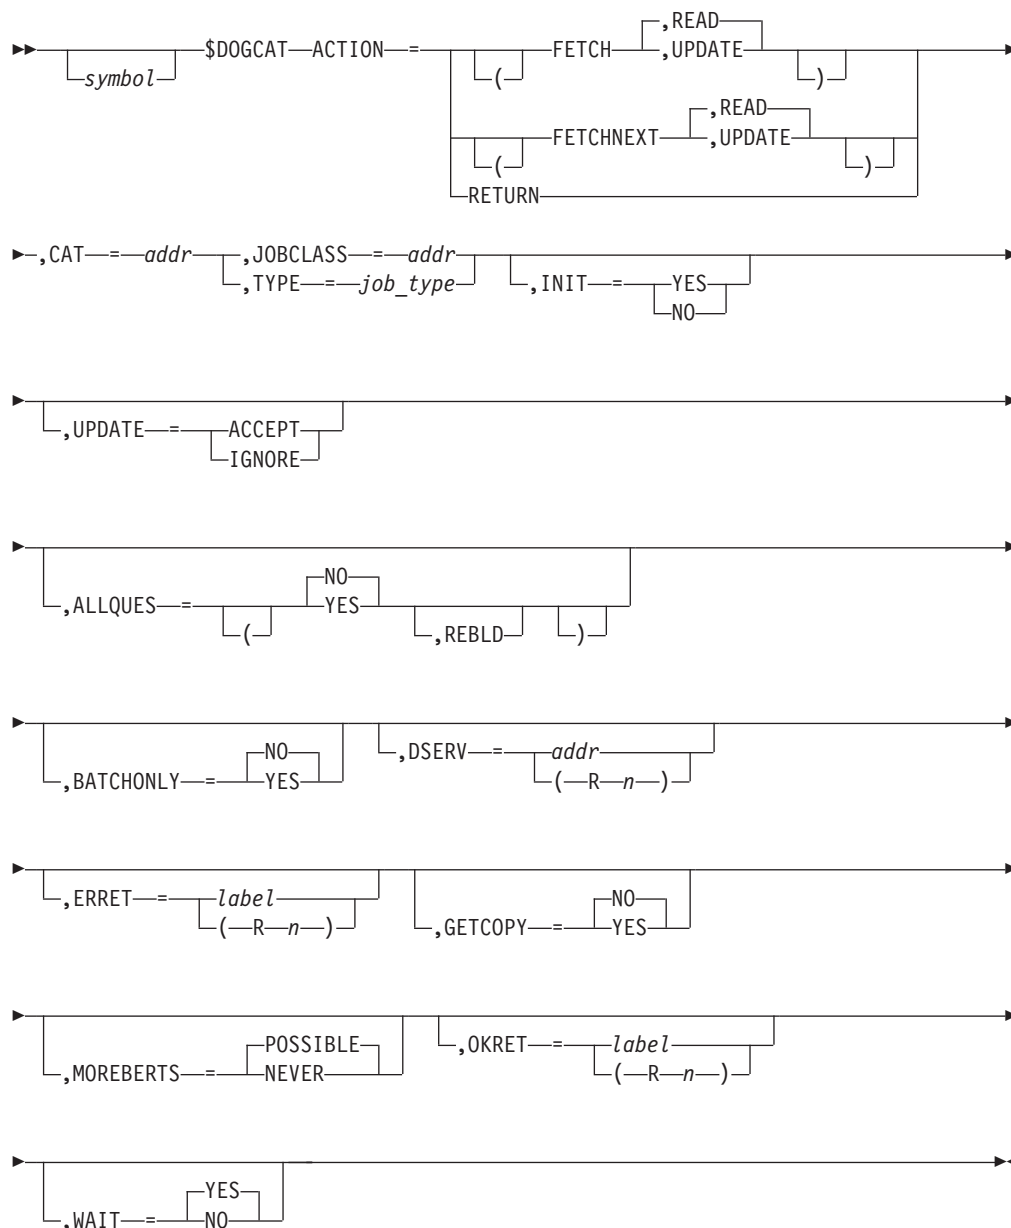 ,READ
$DOGCAT ACTION = ( FETCH ,UPDATE )
symbol
,READ
( FETCHNEXT ,UPDATE )
RETURN
,CAT = addr ,JOBCLASS = addr
,TYPE = job_type ,INIT = YES
NO
,UPDATE = ACCEPT
IGNORE
NO
,ALLQUES = ( YES ,REBLD )
NO
,BATCHONLY = YES
,DSERV = addr
( R n )
,ERRET = label
( R n )
NO
,GETCOPY = YES
POSSIBLE
,MOREBERTS = NEVER
,OKRET = label
( R n )
YES
,WAIT = NO